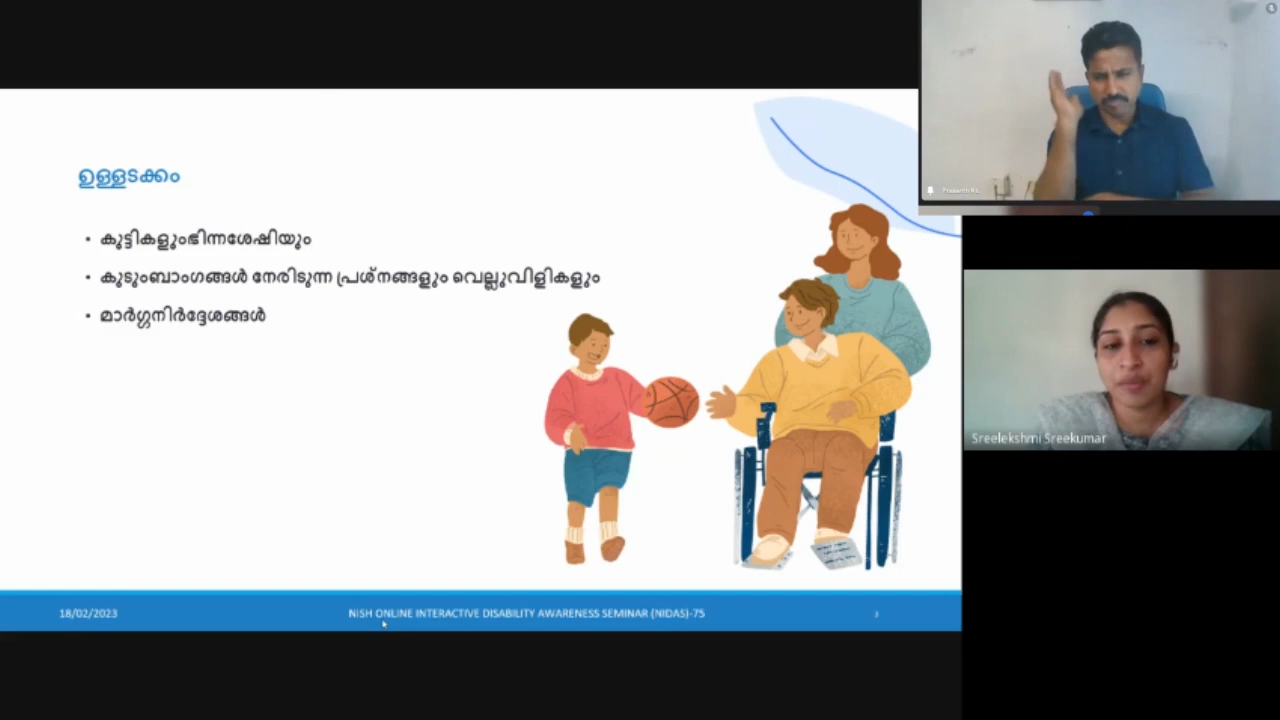 ഉള്ളടക്കം
• കുട്ടികളുംഭിന്നശേഷിയും
• കുടുംബാംഗങ്ങൾ നേരിടുന്ന പ്രശ്നങ്ങളും വെല്ലുവിളികളും
• മാർഗ്ഗനിർദ്ദേശങ്ങൾ
18/02/2023
NISH ONLINE INTERACTIVE DISABILITY AWARENESS SEMINAR (NIDAS)-75
Sreelekshmi Sreekumar